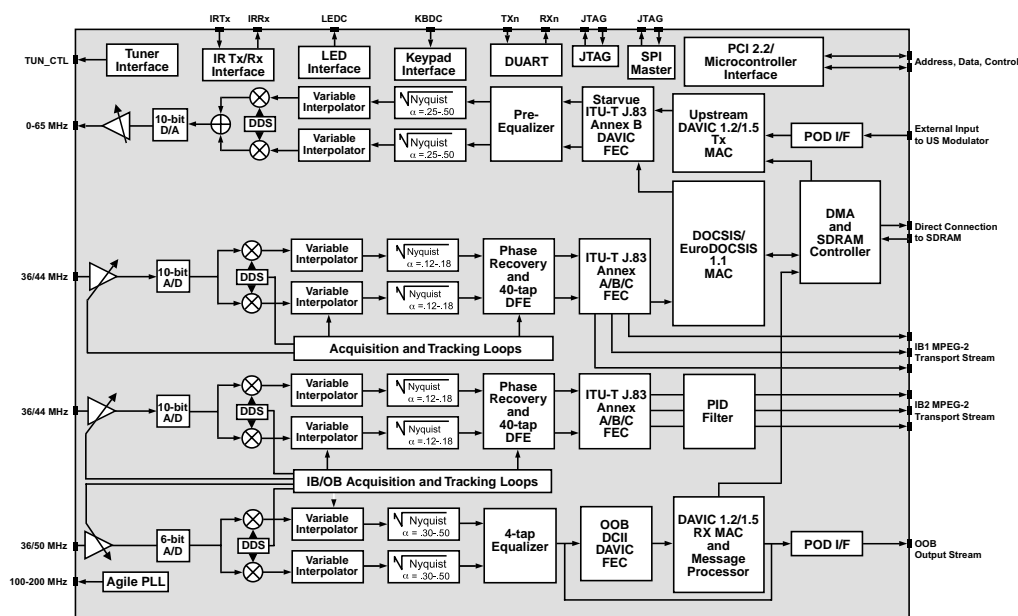 IRTx IRRx LEDC KBDC TXn RXn JTAG JTAG
TUN_CTL
Tuner
Interface
IR Tx/Rx
Interface
LED
Interface
Keypad
Interface
DUART
JTAG
SPI
Master
PCI 2.2/
Microcontroller
Interface
Address, Data, Control
0-65 MHz
10-bit
D/A
DDS
Variable
Interpolator
Variable
Interpolator
Nyquist
α =.25-.50
Nyquist
α =.25-.50
Pre-
Equalizer
Starvue
ITU-T J.83
Annex B
DAVIC
FEC
Upstream
DAVIC 1.2/1.5
Tx
MAC
POD I/F
External Input
to US Modulator
DOCSIS/
EuroDOCSIS
1.1
MAC
DMA
and
SDRAM
Controller
Direct Connection
to SDRAM
36/44 MHz
10-bit
A/D
DDS
Variable
Interpolator
Variable
Interpolator
Nyquist
α =.12-.18
Nyquist
α =.12-.18
Phase
Recovery
and
40-tap
DFE
ITU-T J.83
Annex
A/B/C
FEC
Acquisition and Tracking Loops
IB1 MPEG-2
Transport Stream
36/44 MHz
10-bit
A/D
DDS
Variable
Interpolator
Variable
Interpolator
Nyquist
α =.12-.18
Nyquist
α =.12-.18
Phase
Recovery
and
40-tap
DFE
ITU-T J.83
Annex
A/B/C
FEC
PID
Filter
IB2 MPEG-2
Transport Stream
IB/OB Acquisition and Tracking Loops
36/50 MHz
6-bit
A/D
DDS
Variable
Interpolator
Variable
Interpolator
Nyquist
α = .30-.50
Nyquist
α = .30-.50
4-tap
Equalizer
OOB
DCII
DAVIC
FEC
DAVIC 1.2/1.5
RX MAC
and
Message
Processor
POD I/F
OOB
Output Stream
100-200 MHz
Agile PLL